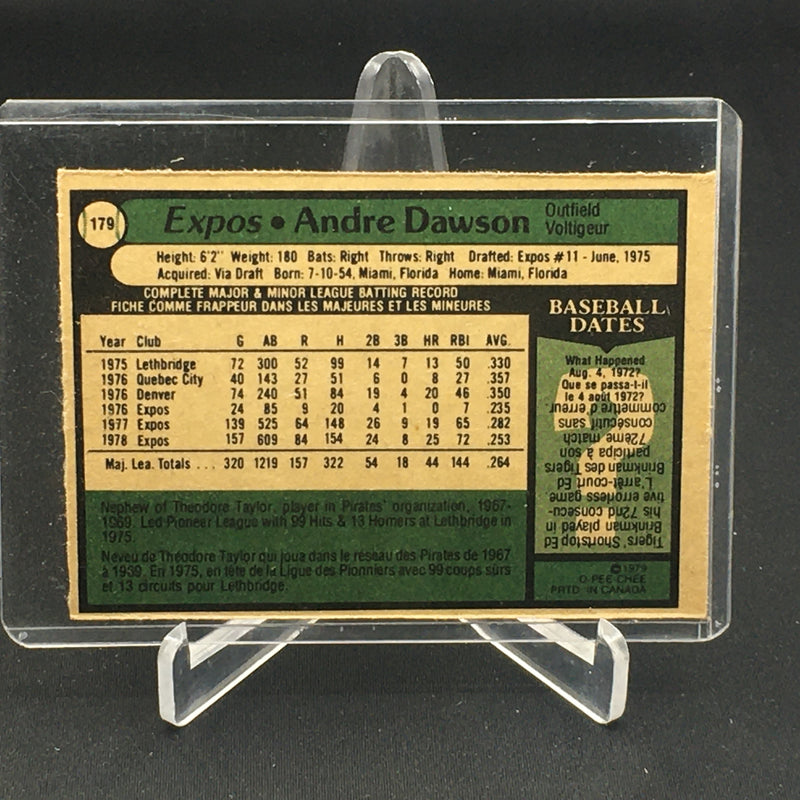 179
Expos • Andre Dawson
Outfield
Voltigeur
Height: 6'2" Weight: 180 Bats: Right Throws: Right Drafted: Expos #11 - June, 1975
Acquired: Via Draft Born: 7-10-54, Miami, Florida Home: Miami, Florida
COMPLETE MAJOR & MINOR LEAGUE BATTING RECORD
FICHE COMME FRAPPEUR DANS LES MAJEURES ET LES MINEURES
Year Club G AB R H 2B 3B HR RBI AVG.
1975 Lethbridge 72 300 52 99 14 7 13 50 .330
1976 Quebec City 40 143 27 51 6 0 8 27 .357
1976 Denver 74 240 51 84 19 4 20 46 .350
1976 Expos 24 85 9 20 4 1 0 7 .235
1977 Expos 139 525 64 148 26 9 19 65 .282
1978 Expos 157 609 84 154 24 8 25 72 .253
Maj. Lea. Totals ... 320 1219 157 322 54 18 44 144 .264
Nephew of Theodore Taylor, player in Pirates' organization, 1967-
1969. Led Pioneer League with 99 Hits & 13 Homers at Lethbridge in
1975.
Neveu de Théodore Taylor qui joua dans le réseau des Pirates de 1967
à 1939. En 1975, en tête de la Ligue des Pionniers avec 99 coups sûrs
et 13 circuits pour Lethbridge.
BASEBALL
DATES
What Happened
Aug. 4, 1972?
Que se passa-t-il
le 4 août 1972?
Tigers' Shortstop Ed
Brinkman played in
his 72nd consecu-
tive errorless game
L'arrêt-court Ed
Brinkman des Tigers
participa à son
72ème match
consécutif sans
commettre d'erreur.
© 1979
O-PEE-CHEE
PRTD. IN CANADA